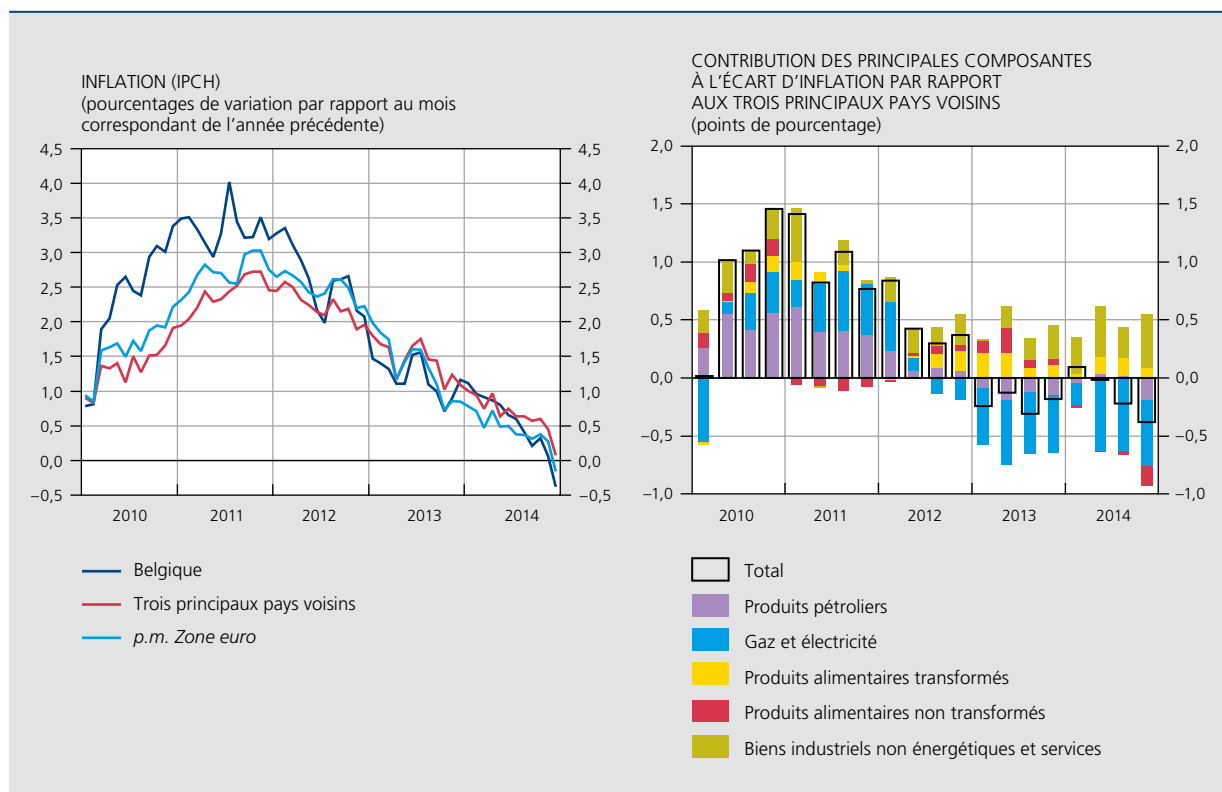 INFLATION (IPCH)
(pourcentages de variation par rapport au mois
correspondant de l'année précédente)
4,5
4,0
3,5
3,0
2,5
2,0
1,5
1,0
0,5
0,0
–0,5
4,5
4,0
3,5
3,0
2,5
2,0
1,5
1,0
0,5
0,0
–0,5
2010 2011 2012 2013 2014
Belgique
Trois principaux pays voisins
p.m. Zone euro
CONTRIBUTION DES PRINCIPALES COMPOSANTES
À L'ÉCART D'INFLATION PAR RAPPORT
AUX TROIS PRINCIPAUX PAYS VOISINS
(points de pourcentage)
2,0
1,5
1,0
0,5
0,0
–0,5
–1,0
2,0
1,5
1,0
0,5
0,0
–0,5
–1,0
2010 2011 2012 2013 2014
Total
Produits pétroliers
Gaz et électricité
Produits alimentaires transformés
Produits alimentaires non transformés
Biens industriels non énergétiques et services